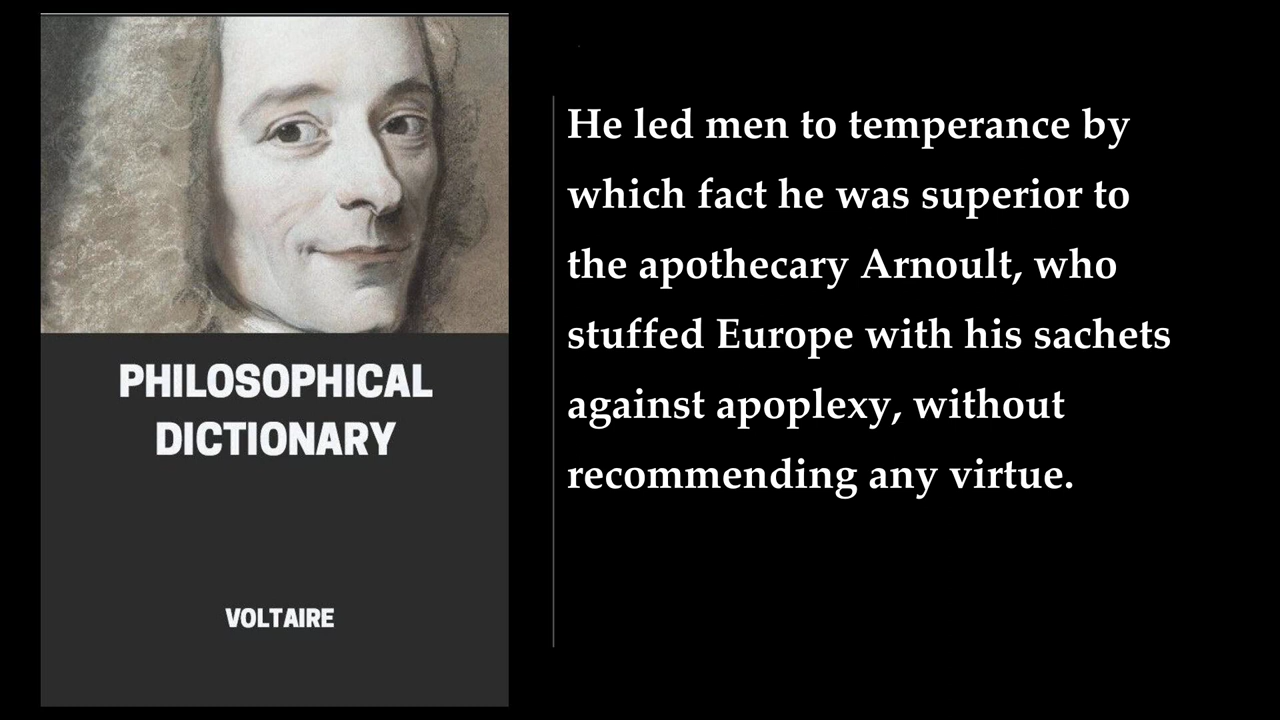 PHILOSOPHICAL
DICTIONARY
VOLTAIRE
He led men to temperance by
which fact he was superior to
the apothecary Arnoult, who
stuffed Europe with his sachets
against apoplexy, without
recommending any virtue.